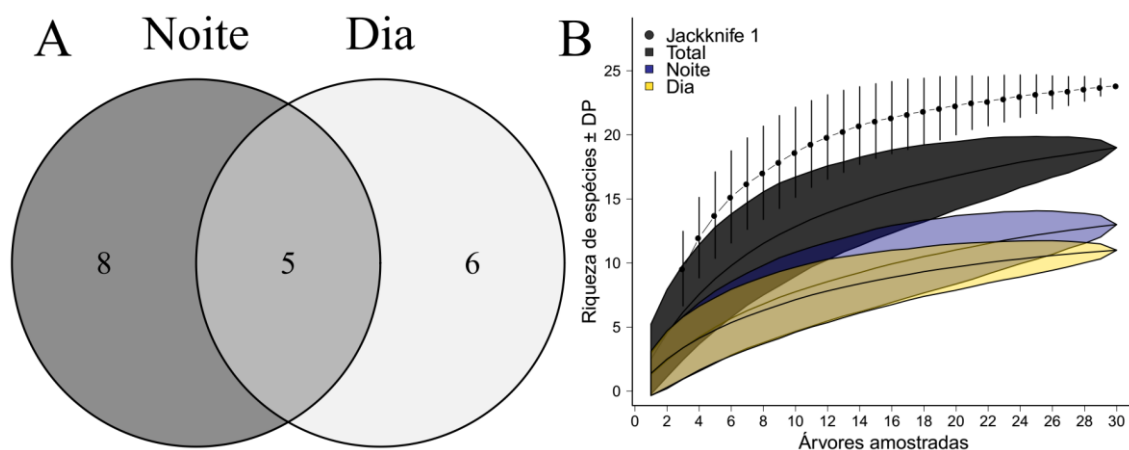 A
Noite
Dia
8
5
6
B
Jackknife 1
Total
Noite
Dia
Riqueza de espécies ± DP
25
20
15
10
5
0
0 2 4 6 8 10 12 14 16 18 20 22 24 26 28 30
Árvores amostradas